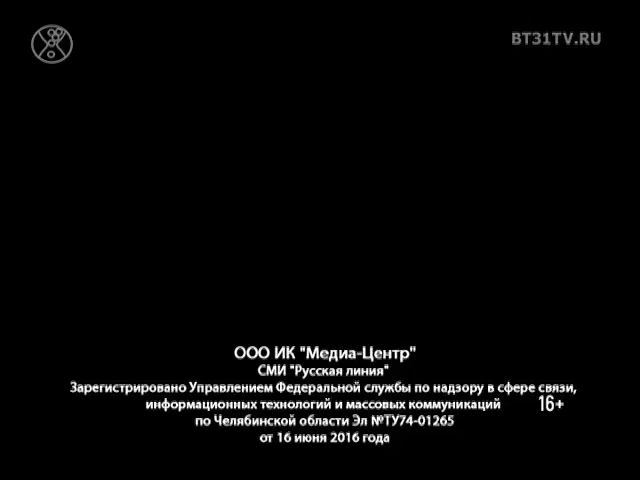 BT31TV.RU
ООО ИК "Медиа-Центр"
СМИ "Русская линия"
Зарегистрировано Управлением Федеральной службы по надзору в сфере связи,
информационных технологий и массовых коммуникаций
16+
по Челябинской области Эл №ТУ74-01265
от 16 июня 2016 года